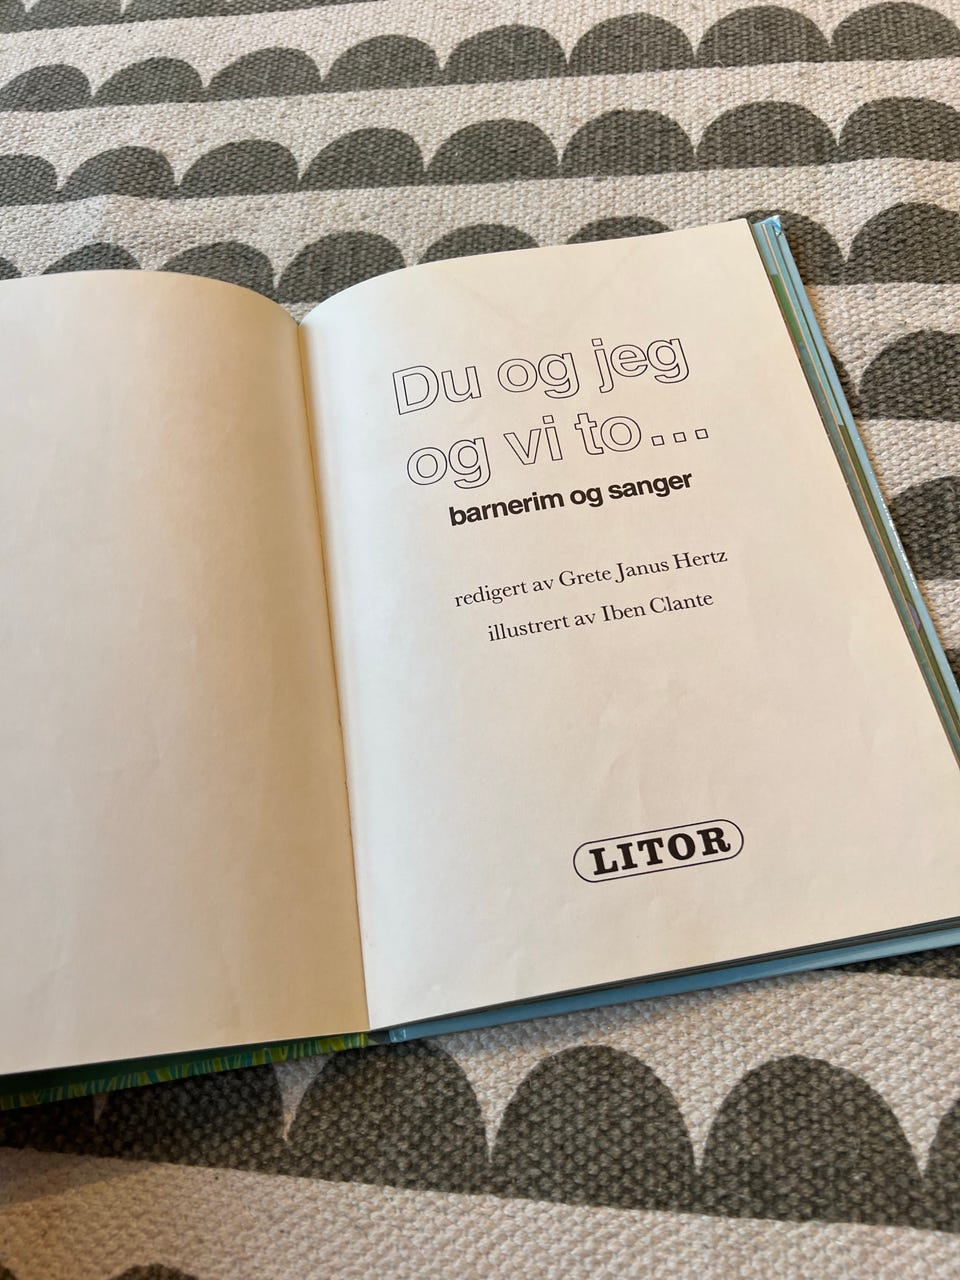 Du og jeg
og vi to...
barnerim og sanger
redigert av Grete Janus Hertz
illustrert av Iben Clante
LITOR